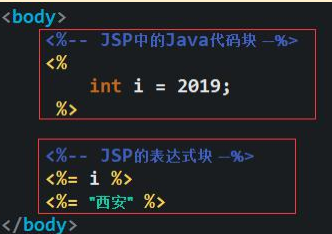 <body>
<%-- JSP中的Java代码块 —%>
<%
int i = 2019;
%>
<%-- JSP的表达式块 —%>
<%= i %>
<%= "西安" %>
</body>